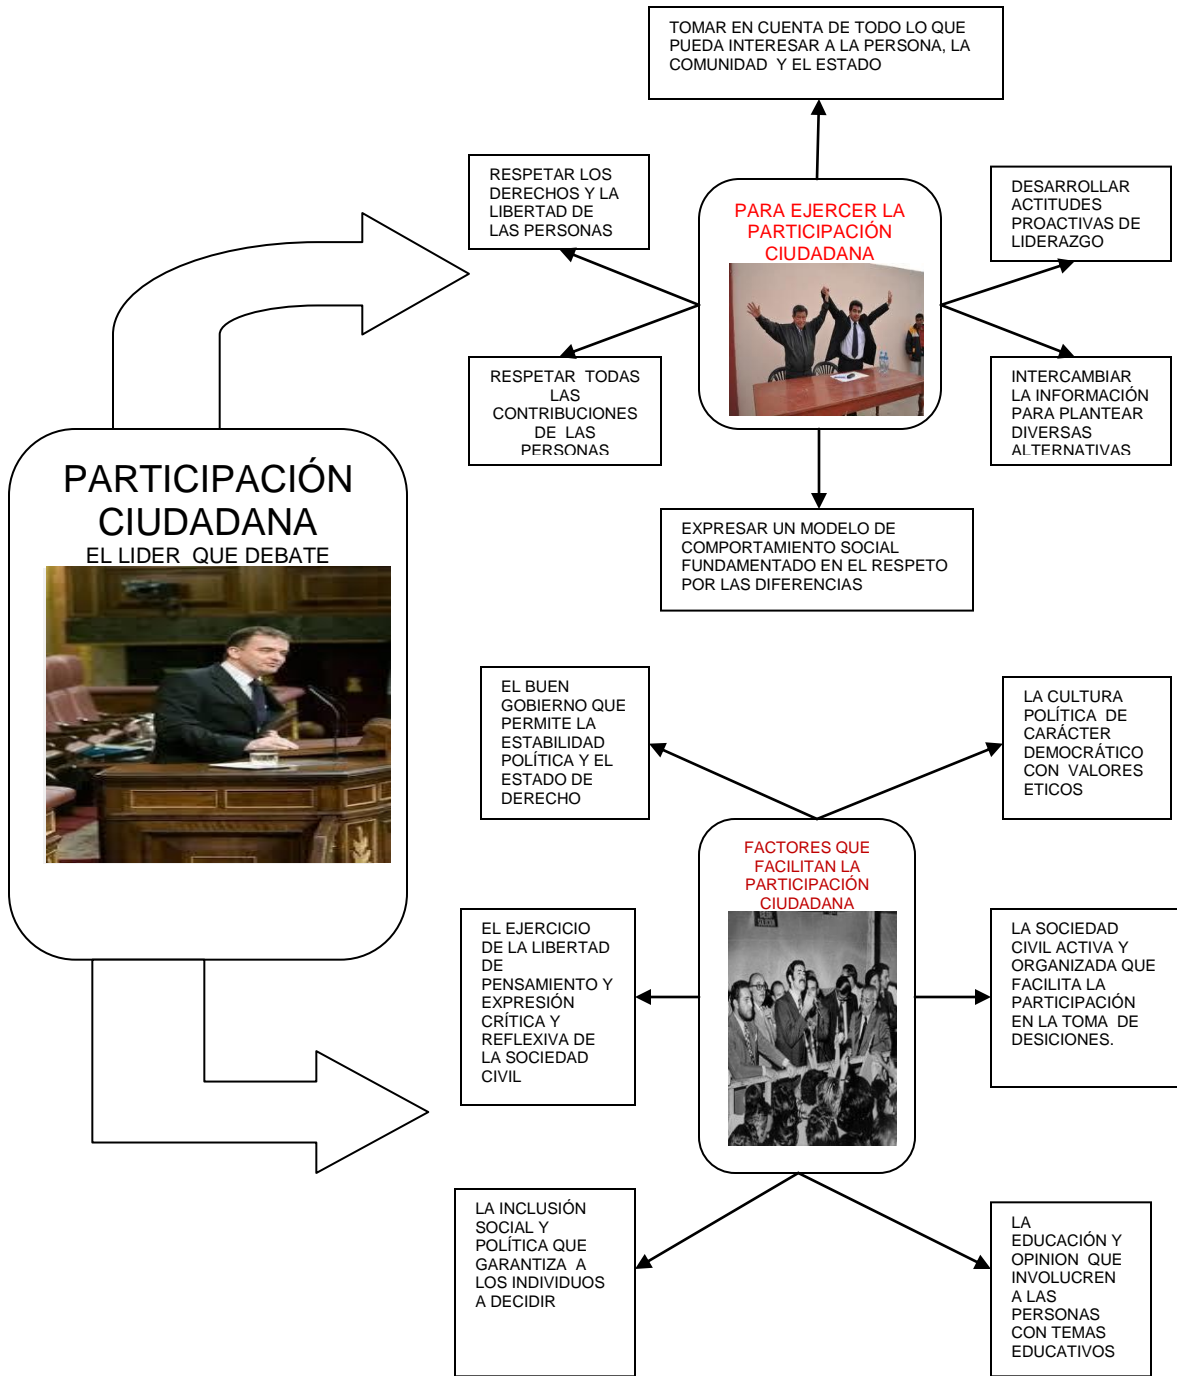 TOMAR EN CUENTA DE TODO LO QUE
PUEDA INTERESAR A LA PERSONA, LA
COMUNIDAD Y EL ESTADO
RESPETAR LOS
DERECHOS Y LA
LIBERTAD DE
LAS PERSONAS
PARA EJERCER LA
PARTICIPACIÓN
CIUDADANA
DESARROLLAR
ACTITUDES
PROACTIVAS DE
LIDERAZGO
RESPETAR TODAS
LAS
CONTRIBUCIONES
DE LAS
PERSONAS
INTERCAMBIAR
LA INFORMACIÓN
PARA PLANTEAR
DIVERSAS
ALTERNATIVAS
PARTICIPACIÓN
CIUDADANA
EL LIDER QUE DEBATE
EXPRESAR UN MODELO DE
COMPORTAMIENTO SOCIAL
FUNDAMENTADO EN EL RESPETO
POR LAS DIFERENCIAS
EL BUEN
GOBIERNO QUE
PERMITE LA
ESTABILIDAD
POLÍTICA Y EL
ESTADO DE
DERECHO
LA CULTURA
POLÍTICA DE
CARÁCTER
DEMOCRÁTICO
CON VALORES
ETICOS
FACTORES QUE
FACILITAN LA
PARTICIPACIÓN
CIUDADANA
EL EJERCICIO
DE LA LIBERTAD
DE
PENSAMIENTO Y
EXPRESIÓN
CRÍTICA Y
REFLEXIVA DE
LA SOCIEDAD
CIVIL
LA SOCIEDAD
CIVIL ACTIVA Y
ORGANIZADA QUE
FACILITA LA
PARTICIPACIÓN
EN LA TOMA DE
DESICIONES.
LA INCLUSIÓN
SOCIAL Y
POLÍTICA QUE
GARANTIZA A
LOS INDIVIDUOS
A DECIDIR
LA
EDUCACIÓN Y
OPINION QUE
INVOLUCREN
A LAS
PERSONAS
CON TEMAS
EDUCATIVOS